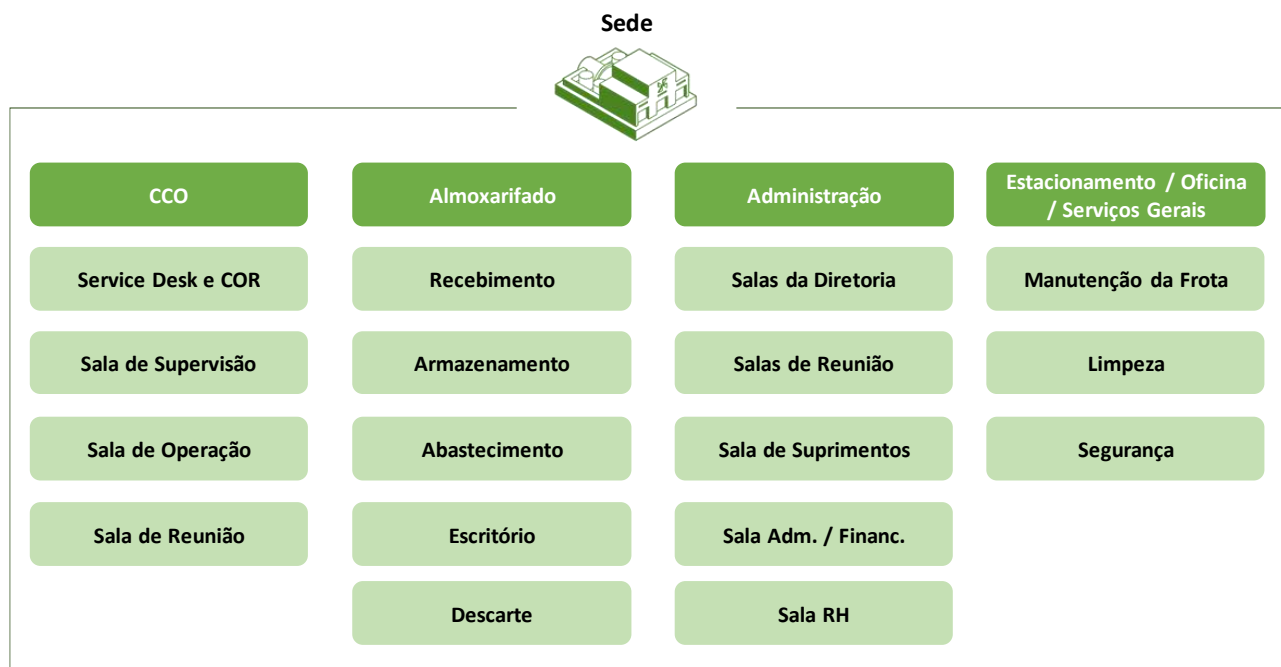 Sede
CCO
Almoxarifado
Administração
Estacionamento / Oficina
/ Serviços Gerais
Service Desk e COR
Recebimento
Salas da Diretoria
Manutenção da Frota
Sala de Supervisão
Armazenamento
Salas de Reunião
Limpeza
Sala de Operação
Abastecimento
Sala de Suprimentos
Segurança
Sala de Reunião
Escritório
Sala Adm. / Financ.
Descarte
Sala RH